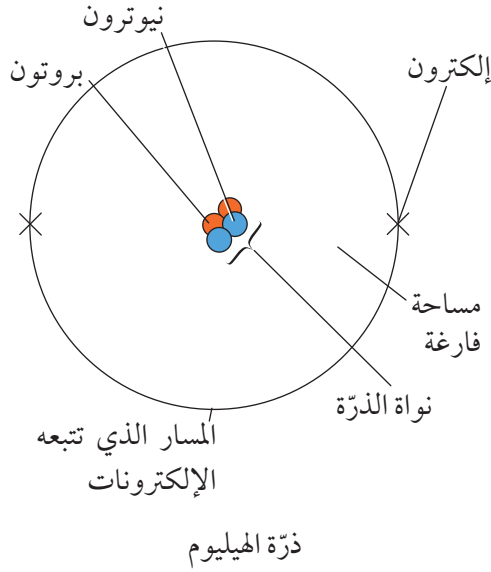 نيوترون
بروتون
إلكترون
مساحة
فارغة
نواة الذرّة
المسار الذي تتبعه
الإلكترونات
ذرّة الهيليوم